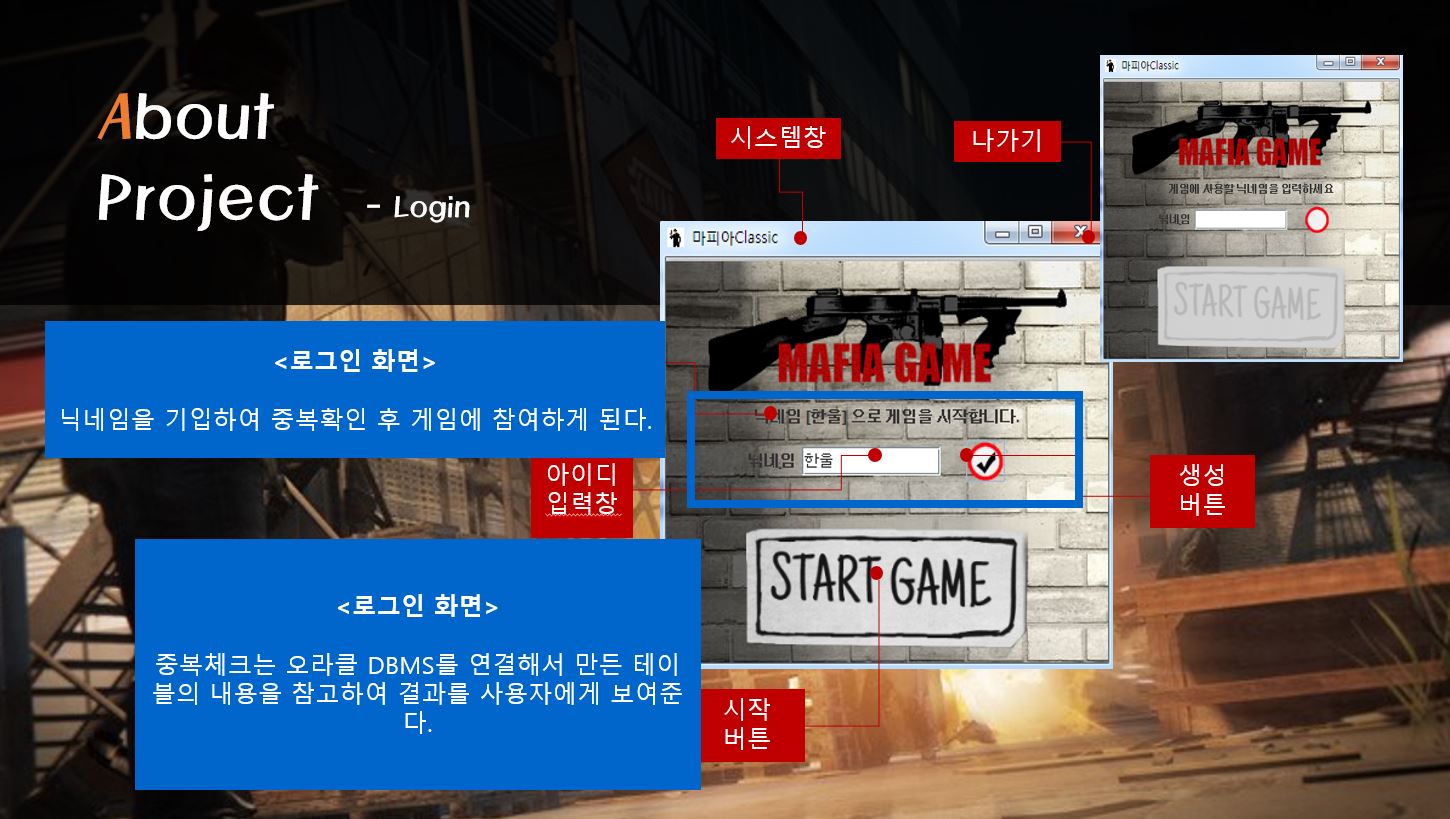 About
Project - Login
시스템창
나가기
마피아Classic
MAFIA GAME
게임에 사용할 닉네임을 입력하세요
닉네임
START GAME
마피아Classic
MAFIA GAME
닉네임 [한울] 으로 게임을 시작합니다.
닉네임 한울
START GAME
<로그인 화면>
닉네임을 기입하여 중복확인 후 게임에 참여하게 된다.
아이디
입력창
생성
버튼
<로그인 화면>
중복체크는 오라클 DBMS를 연결해서 만든 테이
블의 내용을 참고하여 결과를 사용자에게 보여준
다.
시작
버튼